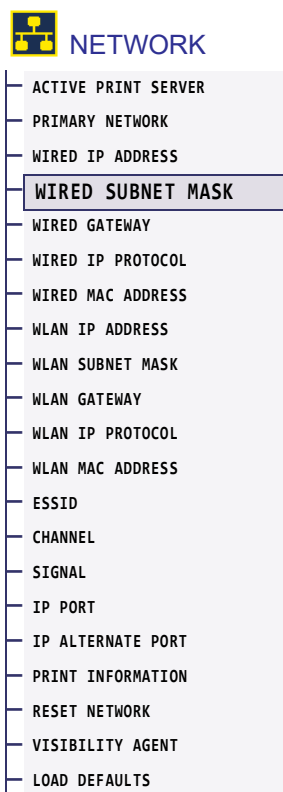 NETWORK
ACTIVE PRINT SERVER
PRIMARY NETWORK
WIRED IP ADDRESS
WIRED SUBNET MASK
WIRED GATEWAY
WIRED IP PROTOCOL
WIRED MAC ADDRESS
WLAN IP ADDRESS
WLAN SUBNET MASK
WLAN GATEWAY
WLAN IP PROTOCOL
WLAN MAC ADDRESS
ESSID
CHANNEL
SIGNAL
IP PORT
IP ALTERNATE PORT
PRINT INFORMATION
RESET NETWORK
VISIBILITY AGENT
LOAD DEFAULTS